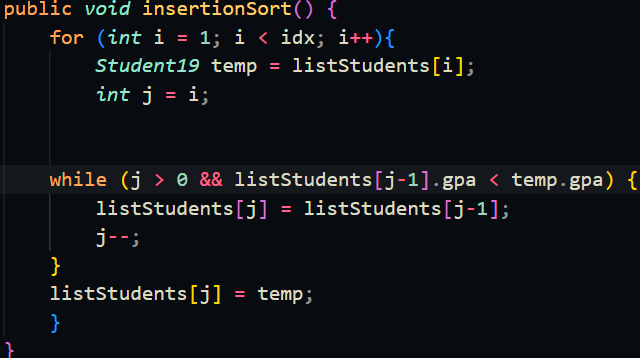 public void insertionSort() {
    for (int i = 1; i < idx; i++){
        Student19 temp = listStudents[i];
        int j = i;
    while (j > 0 && listStudents[j-1].gpa < temp.gpa) {
        listStudents[j] = listStudents[j-1];
        j--;
    }
    listStudents[j] = temp;
    }
}